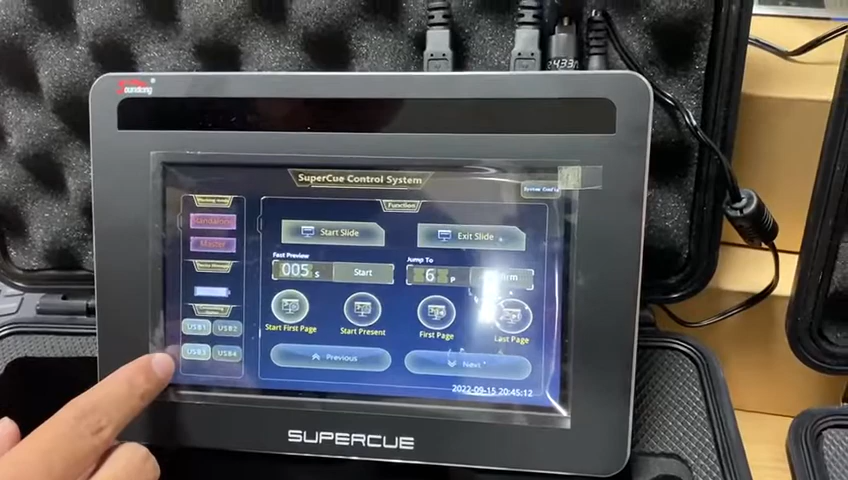 SuperCue Control System
System Config
Function
Standalone
Master
Start Slide
Exit Slide
Fast Preview
Jump To
005 S
Start
6 P
Start First Page
Start Present
First Page
Last Page
USB1
USB2
USB3
USB4
Previous
Next
2022-09-15 20:45:12
SUPERCUE